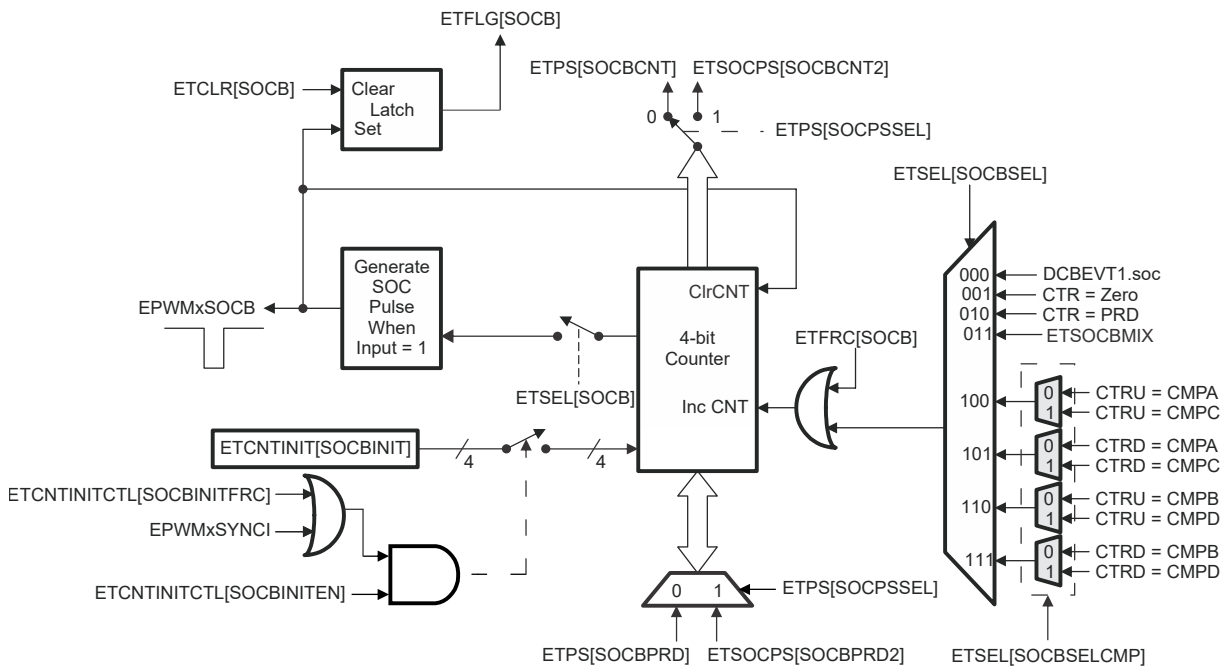 ETFLG[SOCB]
ETPS[SOCBCNT]
ETSOCPS[SOCBCNT2]
ETCLR[SOCB]
Clear
Latch
Set
0
1
ETPS[SOCPSSEL]
ETSEL[SOCBSEL]
Generate
SOC
Pulse
When
Input = 1
EPWMxSOCB
ClrCNT
4-bit
Counter
Inc CNT
ETSEL[SOCB]
ETFRC[SOCB]
000
DCBEVT1.soc
001
CTR = Zero
010
CTR = PRD
011
ETSOCBMIX
100
0
CTRU = CMPA
1
CTRU = CMPC
101
0
CTRD = CMPA
1
CTRD = CMPC
110
0
CTRU = CMPB
1
CTRU = CMPD
111
0
CTRD = CMPB
1
CTRD = CMPD
ETSEL[SOCBSELCMP]
ETCNTINIT[SOCBINIT]
4
4
ETCNTINITCTL[SOCBINITFRC]
EPWMxSYNCI
ETCNTINITCTL[SOCBINITEN]
0
1
ETPS[SOCPSSEL]
ETPS[SOCBPRD]
ETSOCPS[SOCBPRD2]